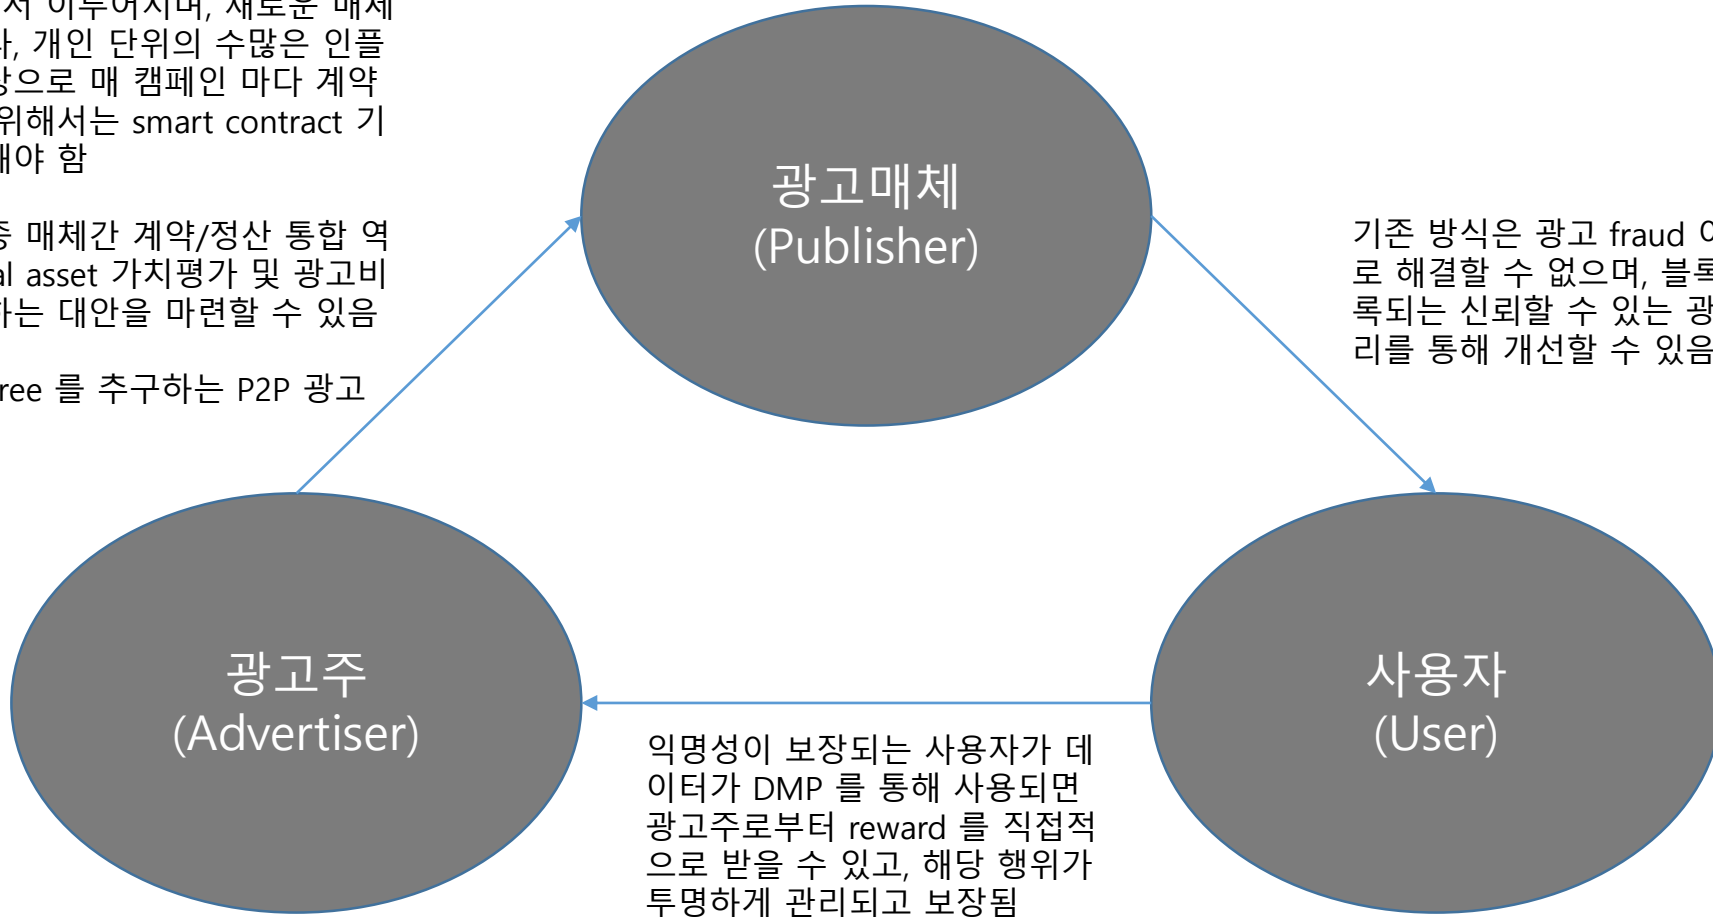 서 이루어지며, 새로운 매체
, 개인 단위의 수많은 인플
으로 매 캠페인 마다 계약
위해서는 smart contract 기
해야 함
매체간 계약/정산 통합 역
al asset 가치평가 및 광고비
하는 대안을 마련할 수 있음
ree 를 추구하는 P2P 광고
광고매체
(Publisher)
기존 방식은 광고 fraud
로 해결할 수 없으며, 블록
록되는 신뢰할 수 있는 광
리를 통해 개선할 수 있음
광고주
(Advertiser)
사용자
(User)
익명성이 보장되는 사용자가 데
이터가 DMP 를 통해 사용되면
광고주로부터 reward 를 직접적
으로 받을 수 있고, 해당 행위가
투명하게 관리되고 보장됨